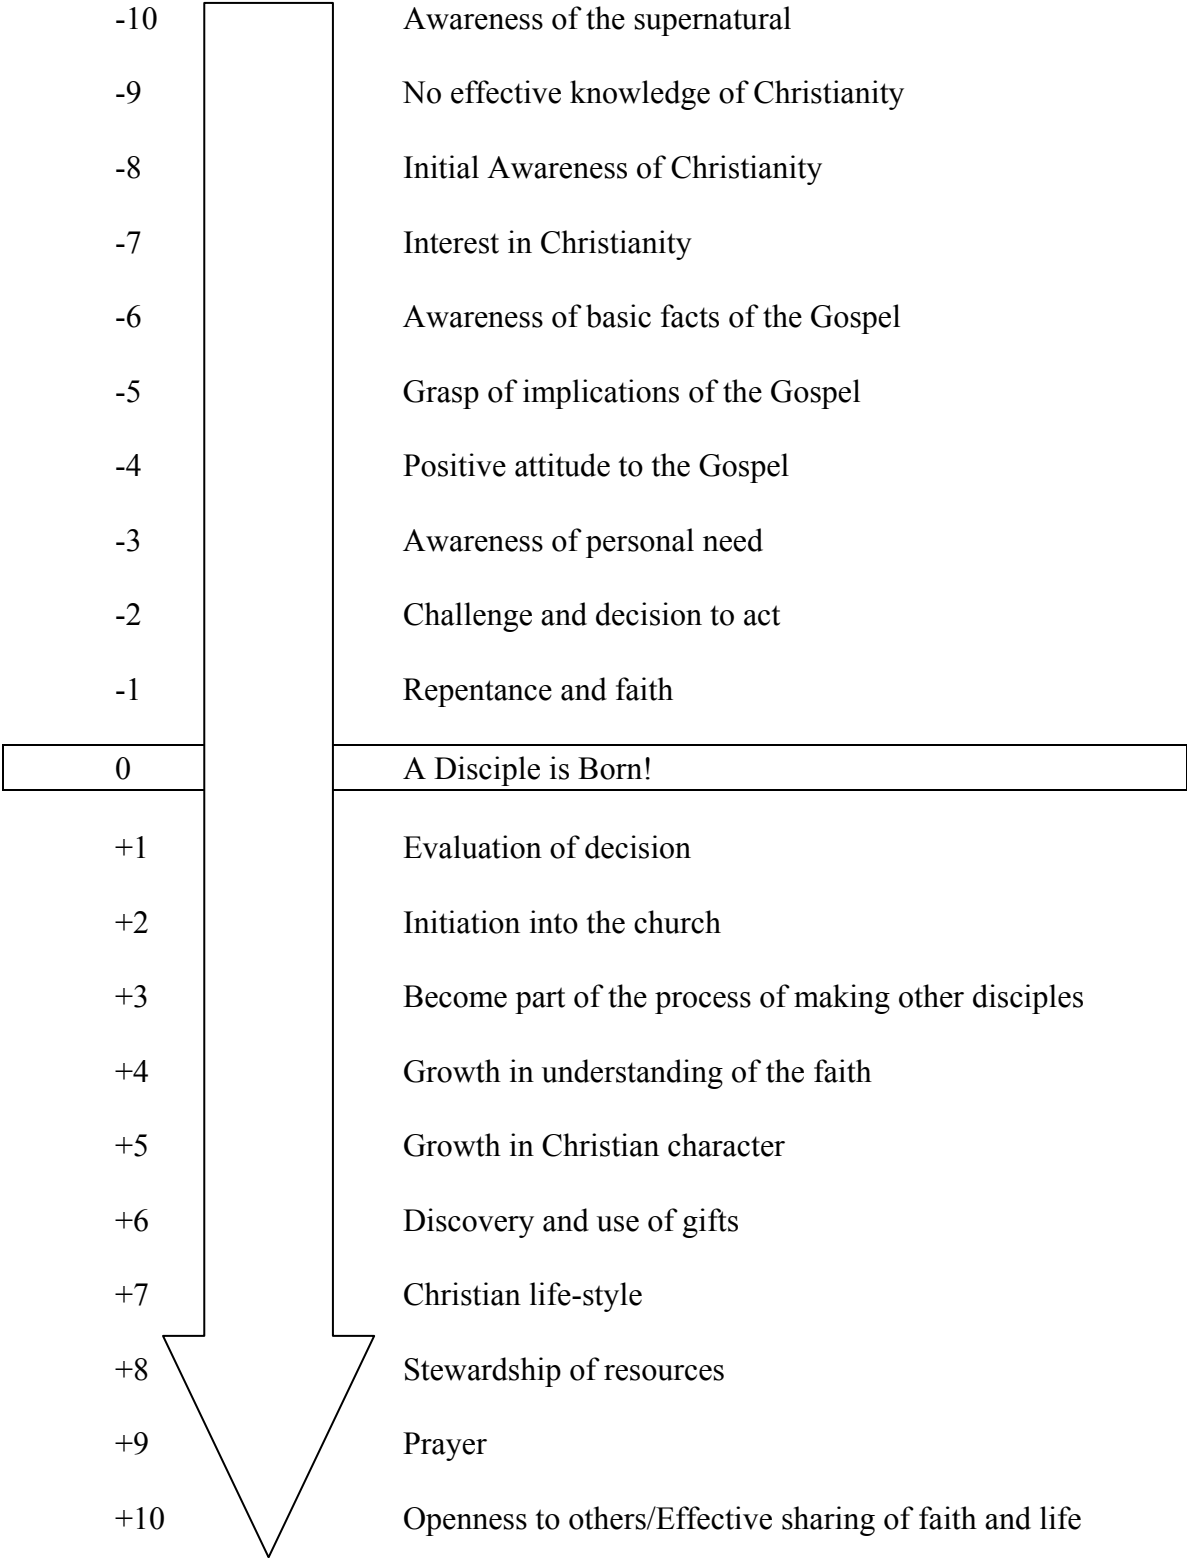 -10 Awareness of the supernatural
-9 No effective knowledge of Christianity
-8 Initial Awareness of Christianity
-7 Interest in Christianity
-6 Awareness of basic facts of the Gospel
-5 Grasp of implications of the Gospel
-4 Positive attitude to the Gospel
-3 Awareness of personal need
-2 Challenge and decision to act
-1 Repentance and faith
0 A Disciple is Born!
+1 Evaluation of decision
+2 Initiation into the church
+3 Become part of the process of making other disciples
+4 Growth in understanding of the faith
+5 Growth in Christian character
+6 Discovery and use of gifts
+7 Christian life-style
+8 Stewardship of resources
+9 Prayer
+10 Openness to others/Effective sharing of faith and life